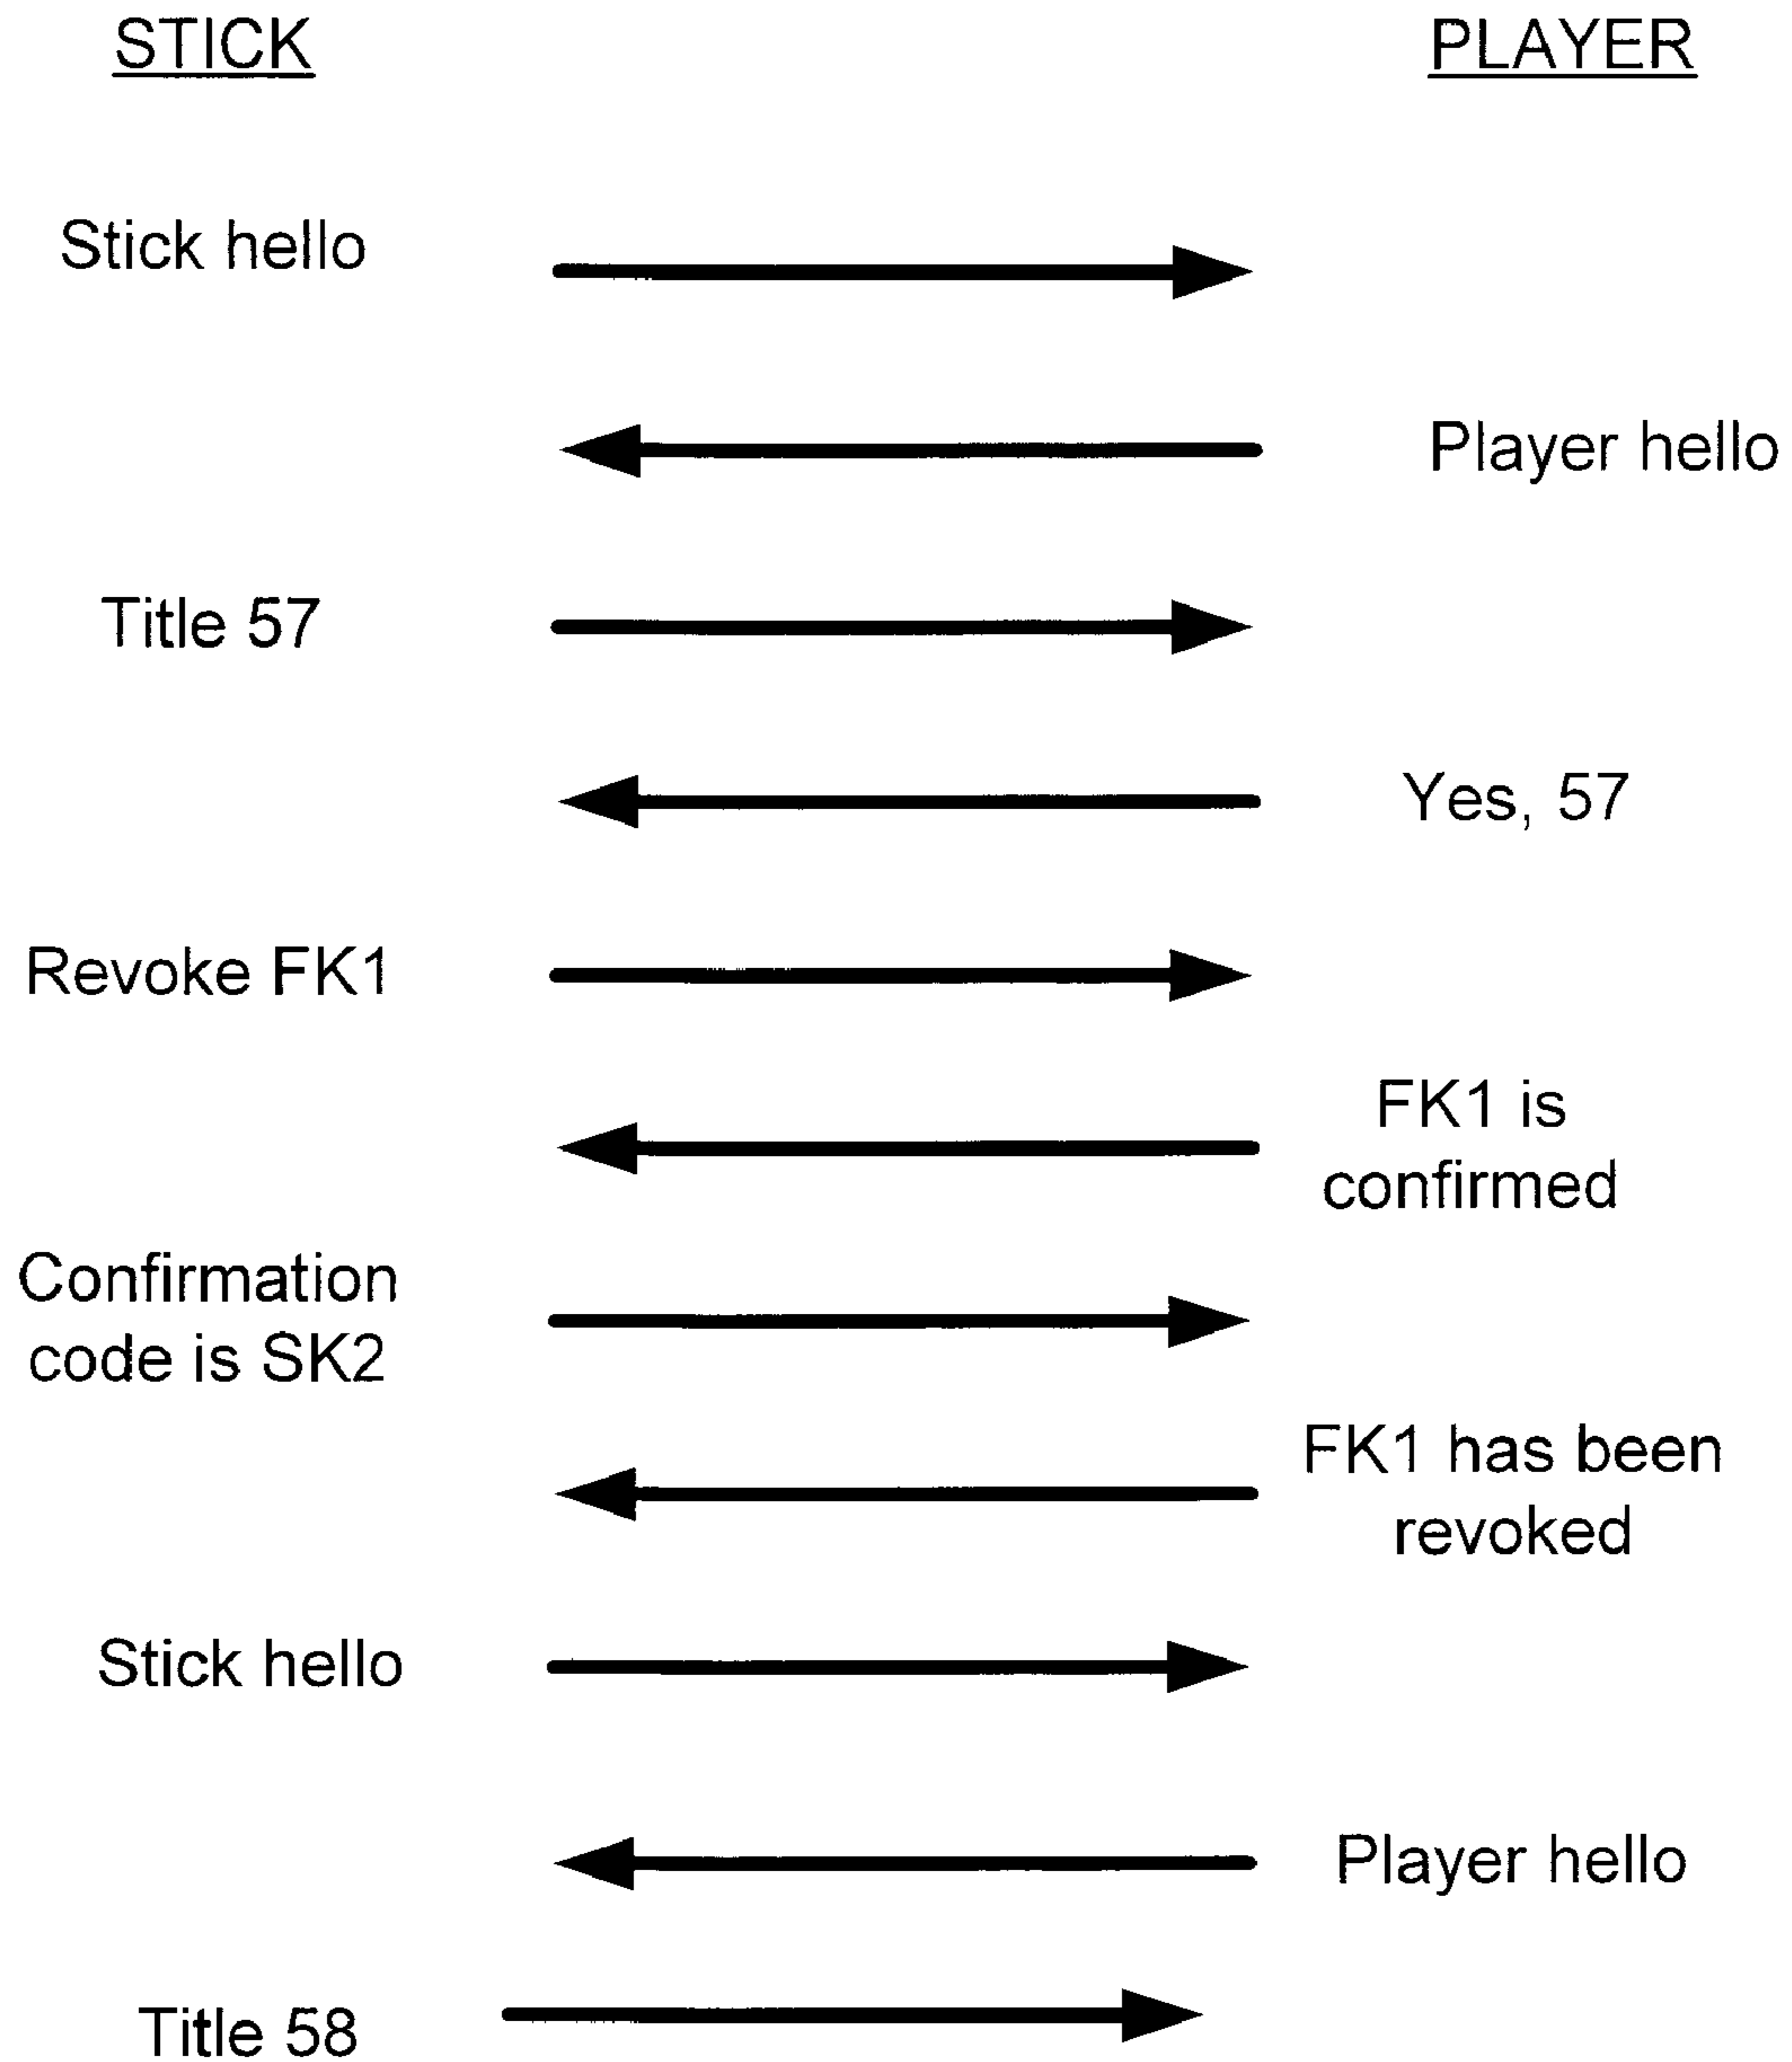 STICK
PLAYER
Stick hello
Player hello
Title 57
Yes, 57
Revoke FK1
FK1 is
confirmed
Confirmation
code is SK2
FK1 has been
revoked
Stick hello
Player hello
Title 58